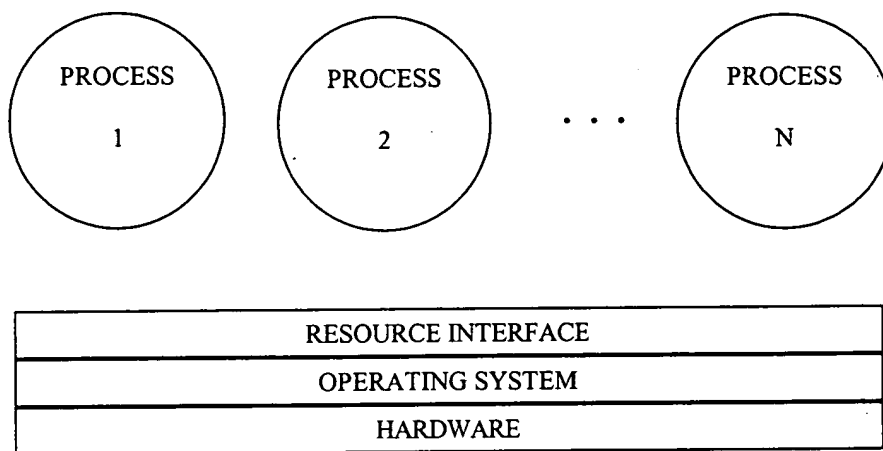 PROCESS
1
PROCESS
2
. . .
PROCESS
N
RESOURCE INTERFACE
OPERATING SYSTEM
HARDWARE